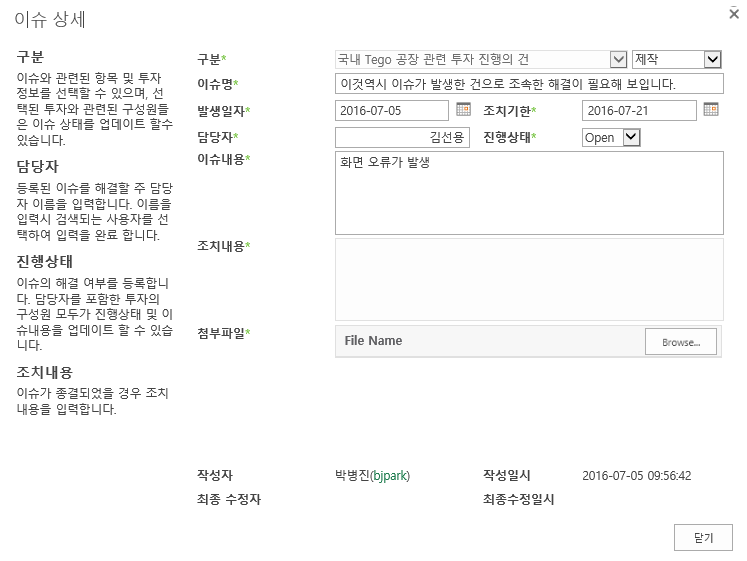 이슈 상세
구분
이슈와 관련된 항목 및 투자
정보를 선택할 수 있으며, 선
택된 투자와 관련된 구성원들
은 이슈 상태를 업데이트 할수
있습니다.
담당자
등록된 이슈를 해결할 주 담당
자 이름을 입력합니다. 이름을
입력시 검색되는 사용자를 선
택하여 입력을 완료 합니다.
진행상태
이슈의 해결 여부를 등록합니
다. 담당자를 포함한 투자의
구성원 모두가 진행상태 및 이
슈내용을 업데이트 할 수 있습
니다.
조치내용
이슈가 종결되었을 경우 조치
내용을 입력합니다.
구분* 국내 Tego 공장 관련 투자 진행의 건 제작
이슈명* 이것역시 이슈가 발생한 건으로 조속한 해결이 필요해 보입니다.
발생일자* 2016-07-05 조치기한* 2016-07-21
담당자* 김선용 진행상태* Open
이슈내용* 화면 오류가 발생
조치내용*
첨부파일* File Name Browse...
작성자 박병진(bjpark) 작성일시 2016-07-05 09:56:42
최종 수정자 최종수정일시
닫기